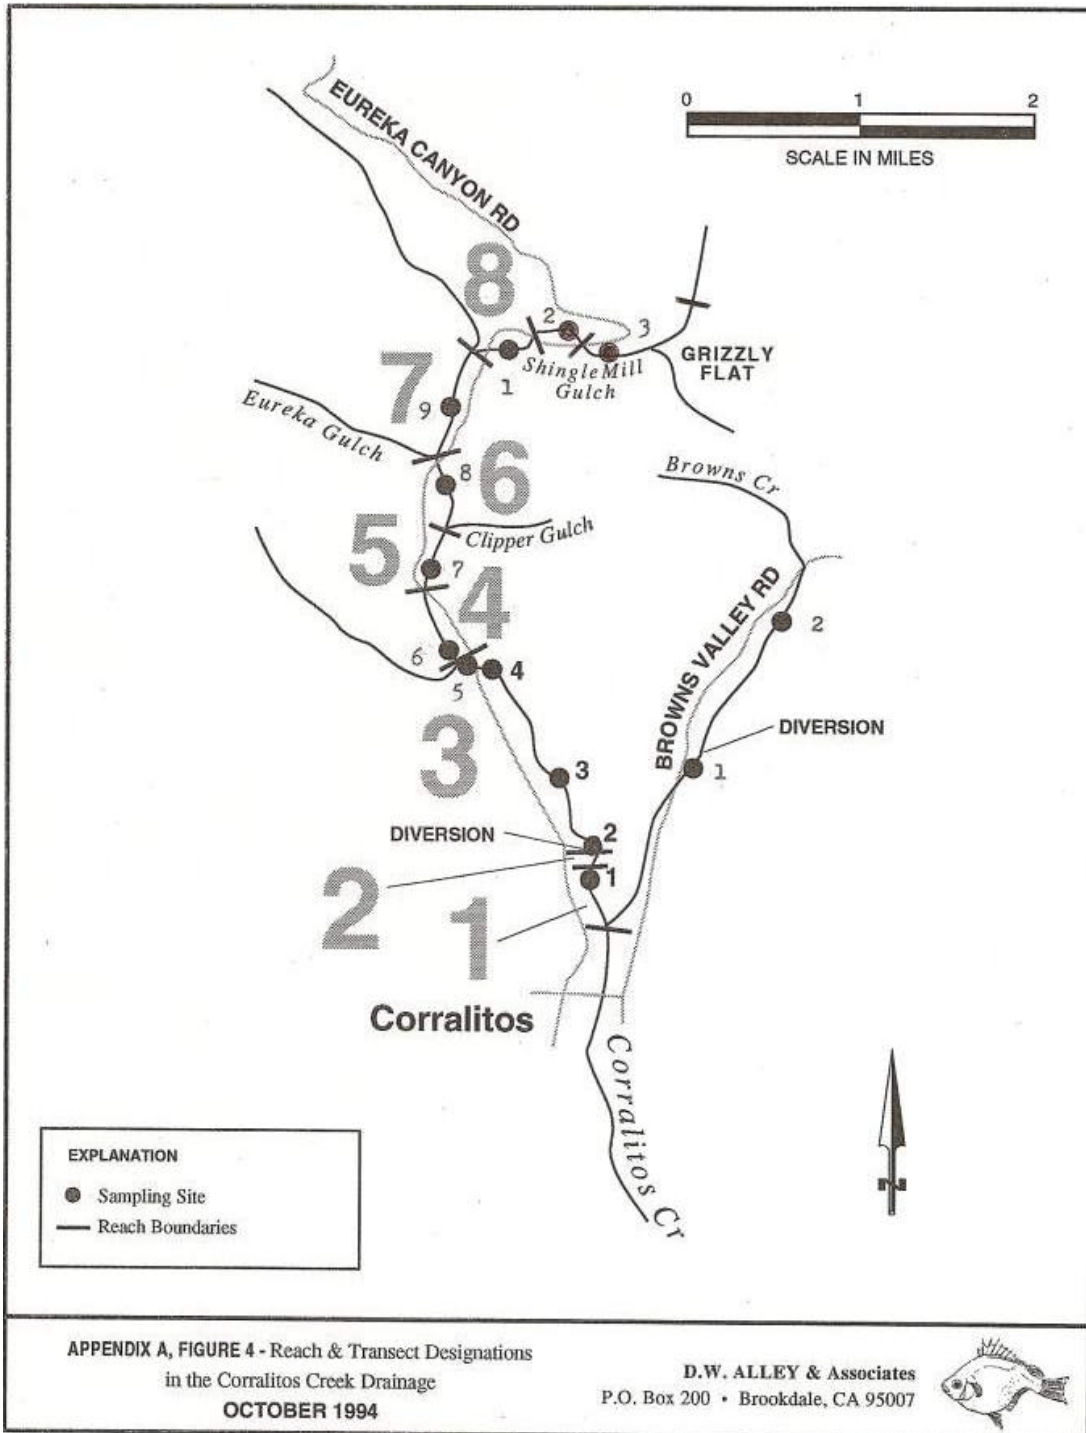 0 1 2
SCALE IN MILES
EUREKA CANYON RD
8
2
3
GRIZZLY
FLAT
Shingle Mill
Gulch
1
7
9
Eureka Gulch
8
6
Browns Cr
5
Clipper Gulch
7
4
BROWNS VALLEY RD
2
6
5
4
3
DIVERSION
1
3
DIVERSION
2
2
1
1
Corralitos
Corralitos Cr
N
EXPLANATION
Sampling Site
Reach Boundaries
APPENDIX A, FIGURE 4 - Reach & Transect Designations
in the Corralitos Creek Drainage
OCTOBER 1994
D.W. ALLEY & Associates
P.O. Box 200 • Brookdale, CA 95007